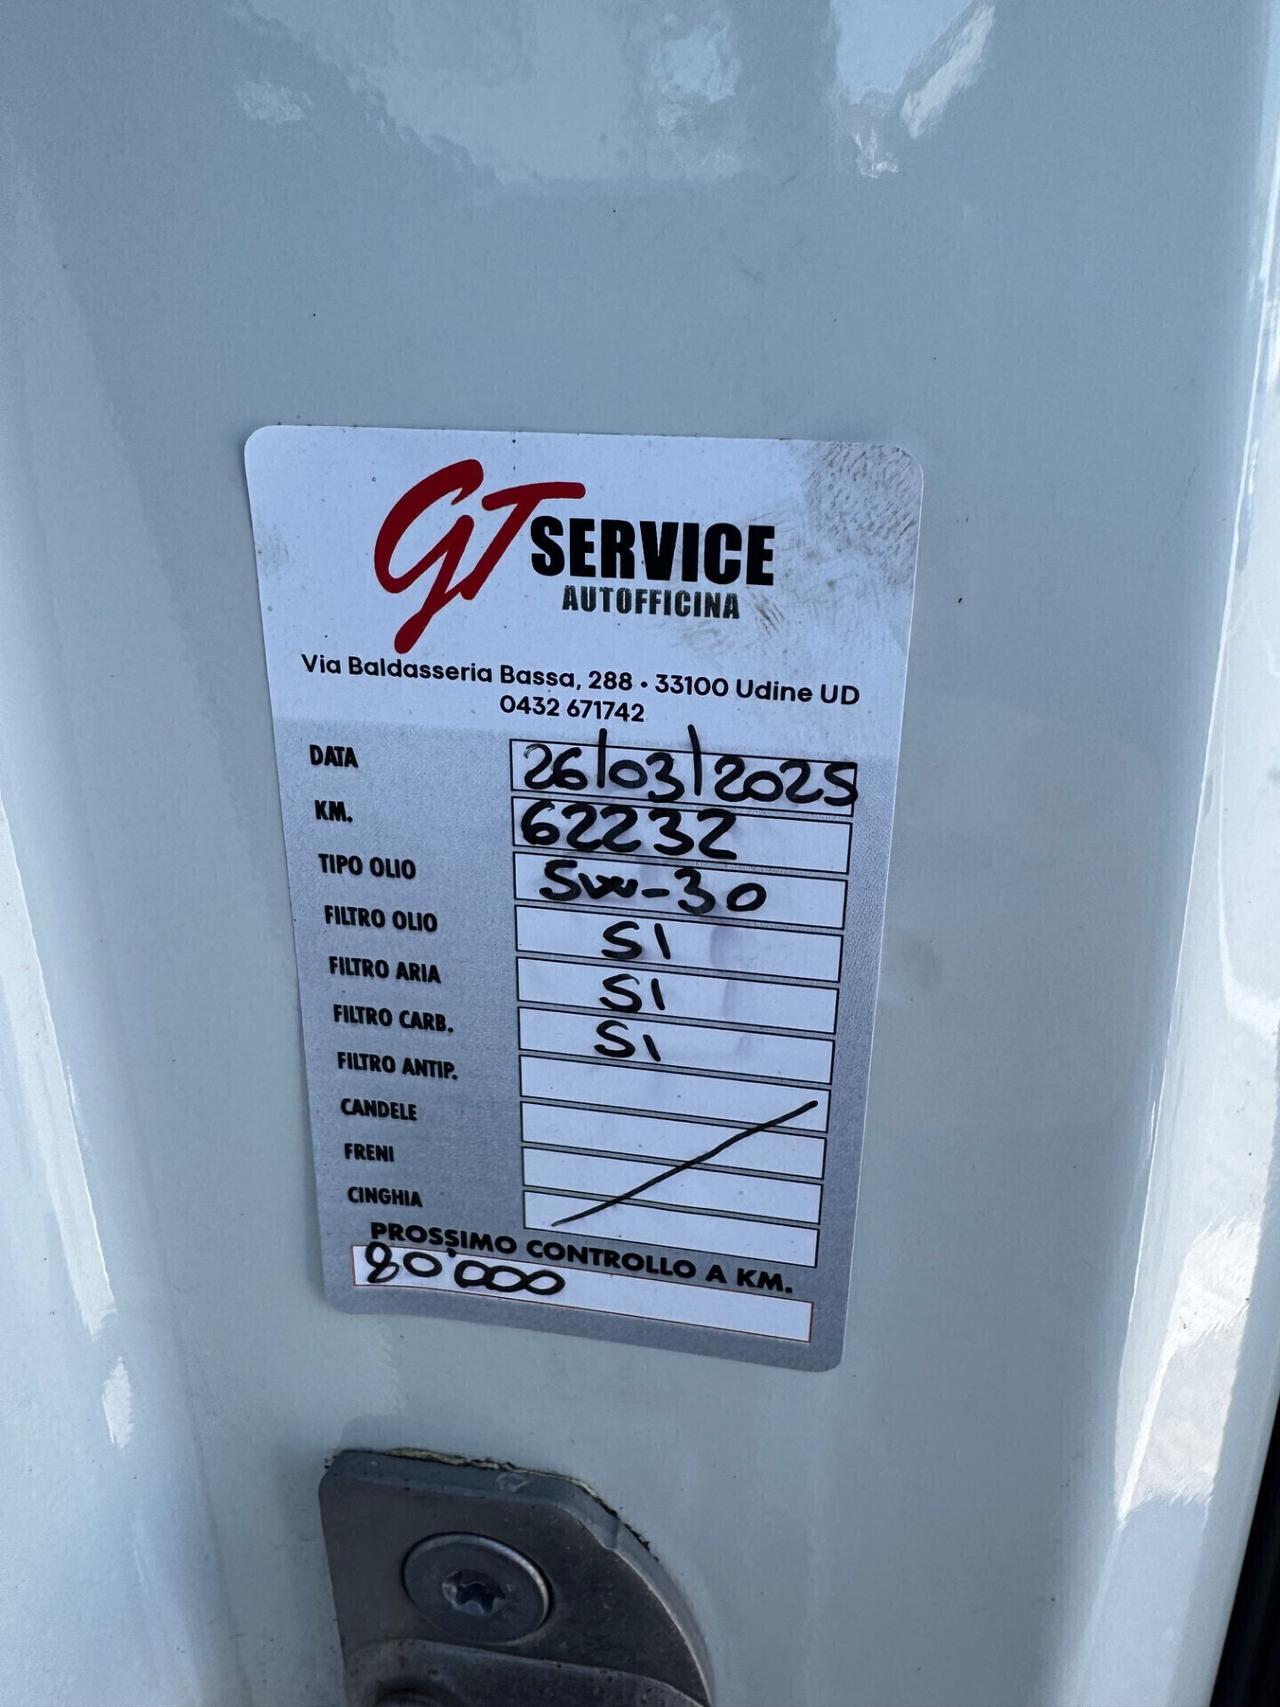 GT SERVICE
AUTOFFICINA
Via Baldasseria Bassa, 288 • 33100 Udine UD
0432 671742
DATA 26/03/2025
KM. 62232
TIPO OLIO 5W-30
FILTRO OLIO SI
FILTRO ARIA SI
FILTRO CARB. SI
FILTRO ANTIP.
CANDELE
FRENI
CINGHIA
PROSSIMO CONTROLLO A KM.
80'000